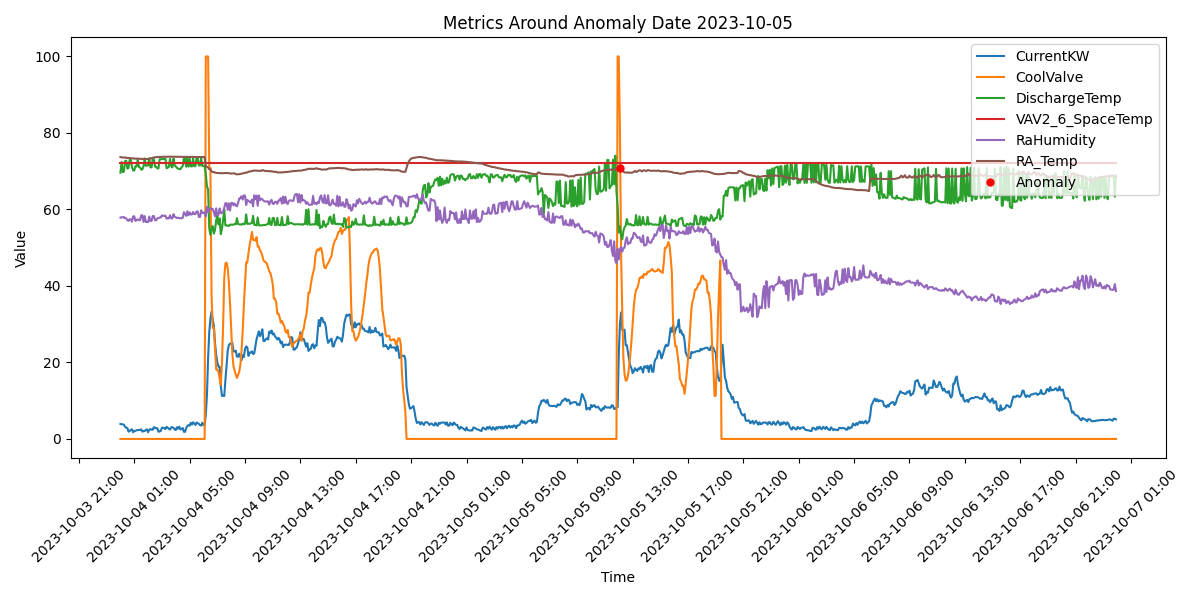 Metrics Around Anomaly Date 2023-10-05
Value
100
80
60
40
20
0
CurrentKW
CoolValve
DischargeTemp
VAV2_6_SpaceTemp
RaHumidity
RA_Temp
Anomaly
2023-10-03 21:00
2023-10-04 01:00
2023-10-04 05:00
2023-10-04 09:00
2023-10-04 13:00
2023-10-04 17:00
2023-10-04 21:00
2023-10-05 01:00
2023-10-05 05:00
2023-10-05 09:00
2023-10-05 13:00
2023-10-05 17:00
2023-10-05 21:00
2023-10-06 01:00
2023-10-06 05:00
2023-10-06 09:00
2023-10-06 13:00
2023-10-06 17:00
2023-10-06 21:00
2023-10-07 01:00
Time